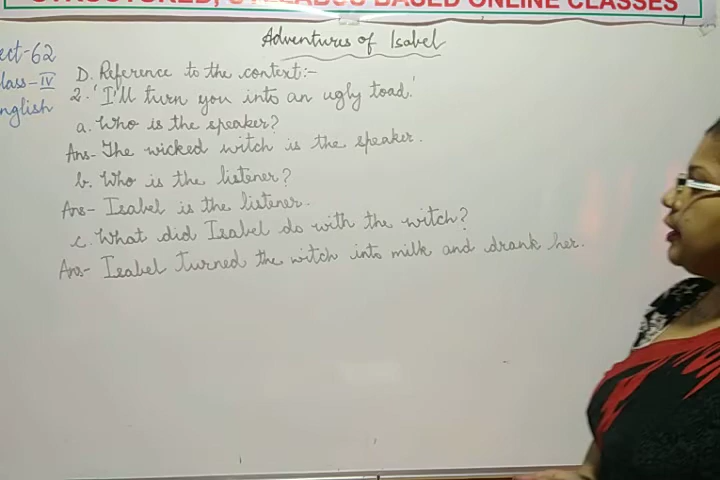 STRUCTURED, SYLLABUS BASED ONLINE CLASSES
Adventures of Isabel
ect-62
lass-IV
nglish
D. Reference to the context:-
2. 'I'll turn you into an ugly toad.'
a. Who is the speaker?
Ans- The wicked witch is the speaker.
b. Who is the listener?
Ans- Isabel is the listener.
c. What did Isabel do with the witch?
Ans- Isabel turned the witch into milk and drank her.